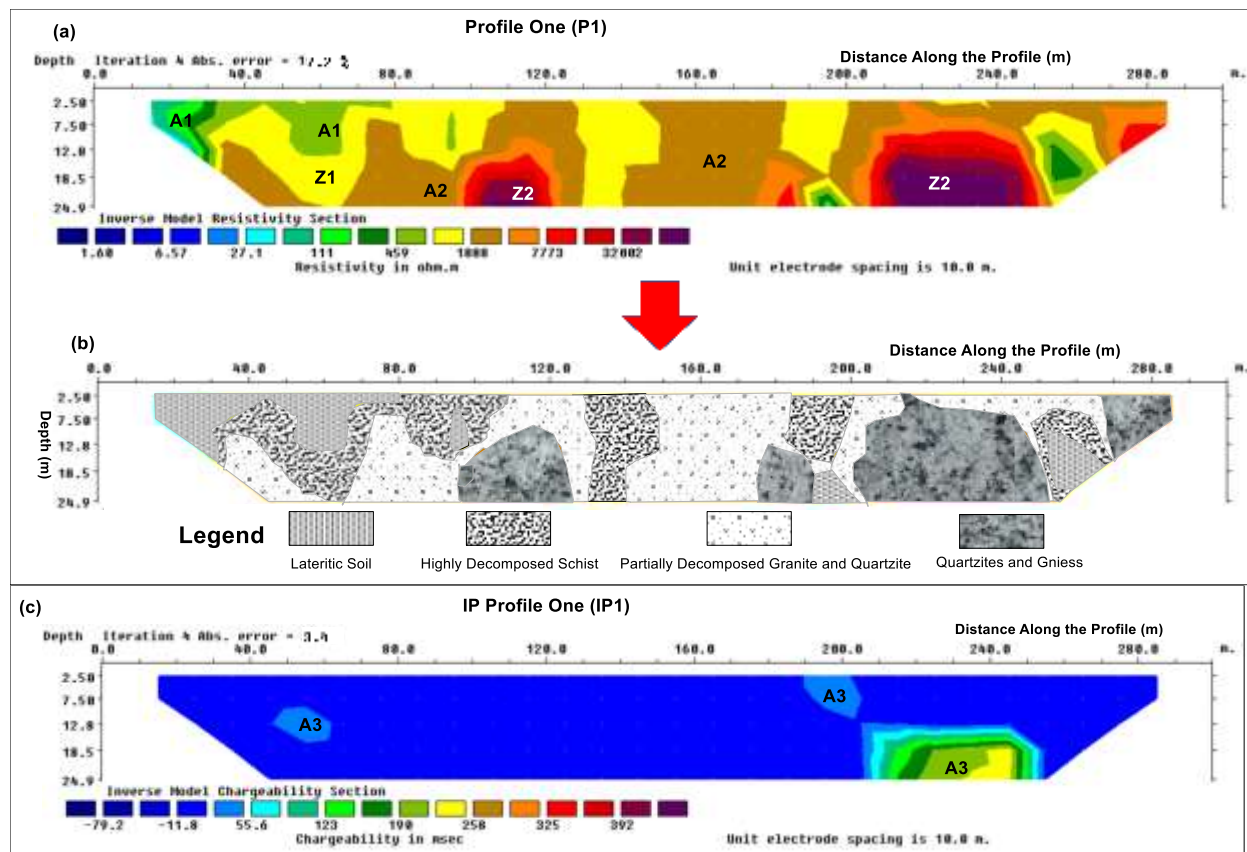 (a)
Profile One (P1)
Depth Iteration 4 Abs. error = 17.2 %
Distance Along the Profile (m)
0.0 40.0 80.0 120.0 160.0 200.0 240.0 280.0 m.
2.50
7.50
12.8
18.5
24.9
A1 A1 Z1 A2 Z2 A2 Z2
Inverse Model Resistivity Section
1.60 6.57 27.1 111 459 1888 7773 32002
Resistivity in ohm.m
Unit electrode spacing is 10.0 m.
(b)
Distance Along the Profile (m)
0.0 40.0 80.0 120.0 160.0 200.0 240.0 280.0 m.
Depth (m)
2.50
7.50
12.8
18.5
24.9
Legend
Lateritic Soil
Highly Decomposed Schist
Partially Decomposed Granite and Quartzite
Quartzites and Gniess
(c)
IP Profile One (IP1)
Depth Iteration 4 Abs. error = 3.4
Distance Along the Profile (m)
0.0 40.0 80.0 120.0 160.0 200.0 240.0 280.0 m.
2.50
7.50
12.8
18.5
24.9
A3 A3 A3
Inverse Model Chargeability Section
-79.2 -11.8 55.6 123 190 258 325 392
Chargeability in msec
Unit electrode spacing is 10.0 m.